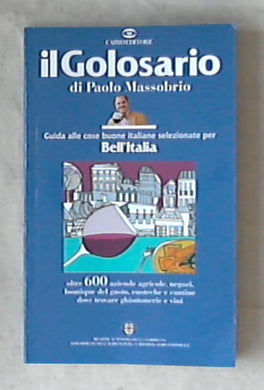 CAIROEDITORE
il Golosario
di Paolo Massobrio
Guida alle cose buone italiane selezionate per
Bell'Italia
oltre 600 aziende agricole, negozi,
boutique del gusto, enoteche e cantine
dove trovare ghiottonerie e vini